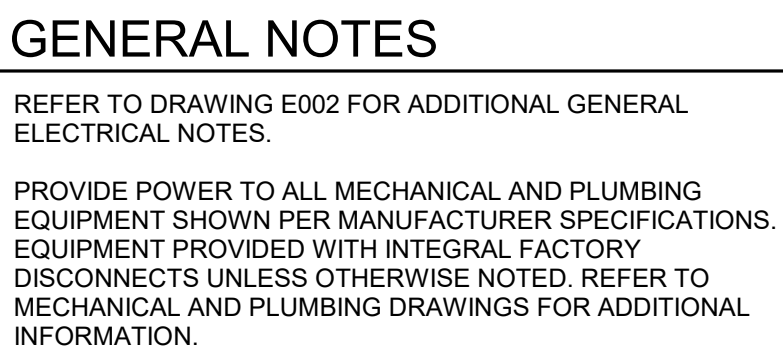 GENERAL NOTES
REFER TO DRAWING E002 FOR ADDITIONAL GENERAL
ELECTRICAL NOTES.
PROVIDE POWER TO ALL MECHANICAL AND PLUMBING
EQUIPMENT SHOWN PER MANUFACTURER SPECIFICATIONS.
EQUIPMENT PROVIDED WITH INTEGRAL FACTORY
DISCONNECTS UNLESS OTHERWISE NOTED. REFER TO
MECHANICAL AND PLUMBING DRAWINGS FOR ADDITIONAL
INFORMATION.